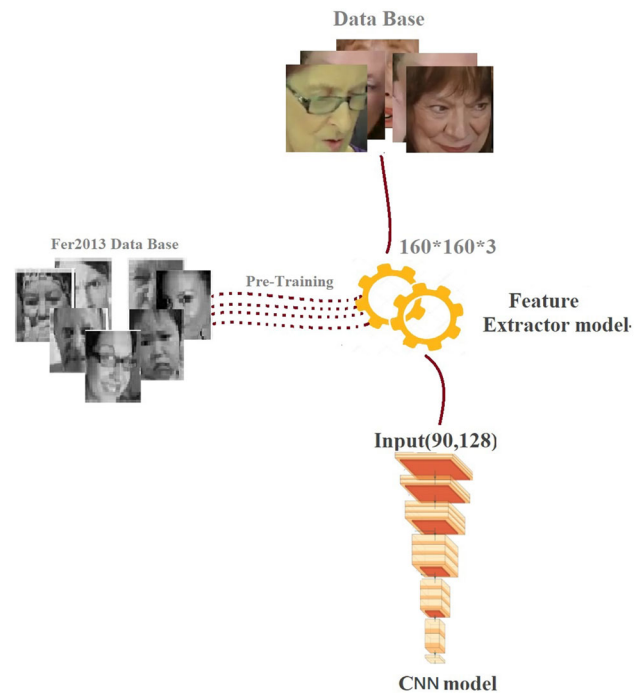 Data Base
Fer2013 Data Base
160*160*3
Pre-Training
Feature
Extractor model
Input(90,128)
CNN model